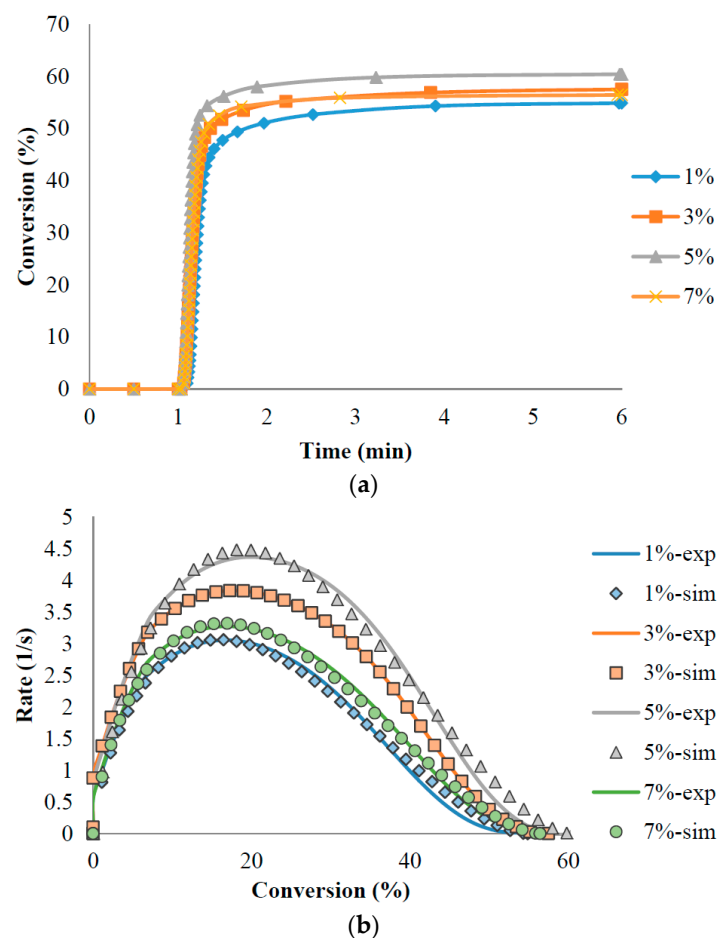 70
60
50
40
30
20
10
0
Conversion (%)
0 1 2 3 4 5 6
Time (min)
1%
3%
5%
7%
(a)
5
4.5
4
3.5
3
2.5
2
1.5
1
0.5
0
Rate (1/s)
0 20 40 60
Conversion (%)
1%-exp
1%-sim
3%-exp
3%-sim
5%-exp
5%-sim
7%-exp
7%-sim
(b)